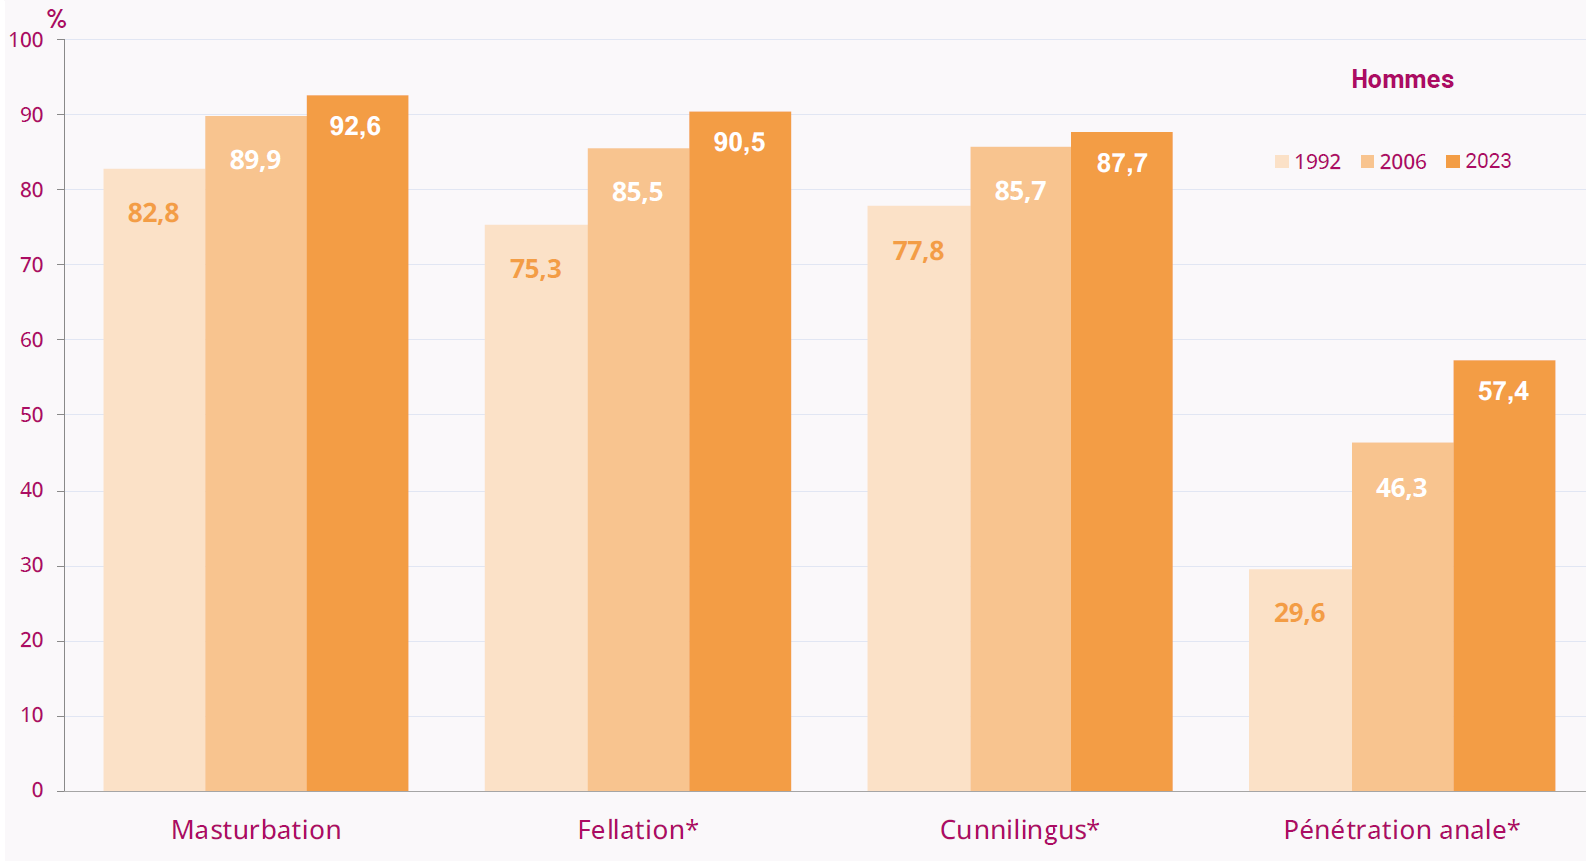 %
100
90
80
70
60
50
40
30
20
10
0
Hommes
1992 2006 2023
82,8 89,9 92,6
75,3 85,5 90,5
77,8 85,7 87,7
29,6 46,3 57,4
Masturbation Fellation* Cunnilingus* Pénétration anale*